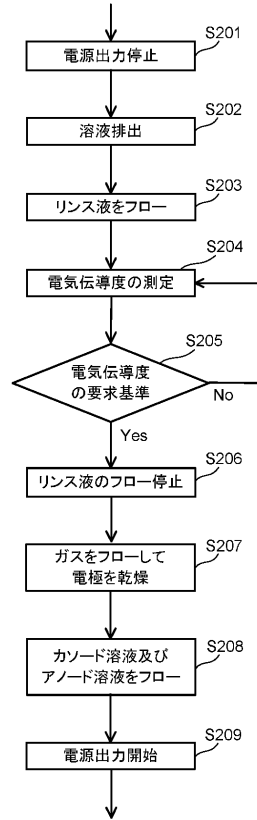 S201
電源出力停止
S202
溶液排出
S203
リンス液をフロー
S204
電気伝導度の測定
S205
電気伝導度
の要求基準
No
Yes
S206
リンス液のフロー停止
S207
ガスをフローして
電極を乾燥
S208
カソード溶液及び
アノード溶液をフロー
S209
電源出力開始